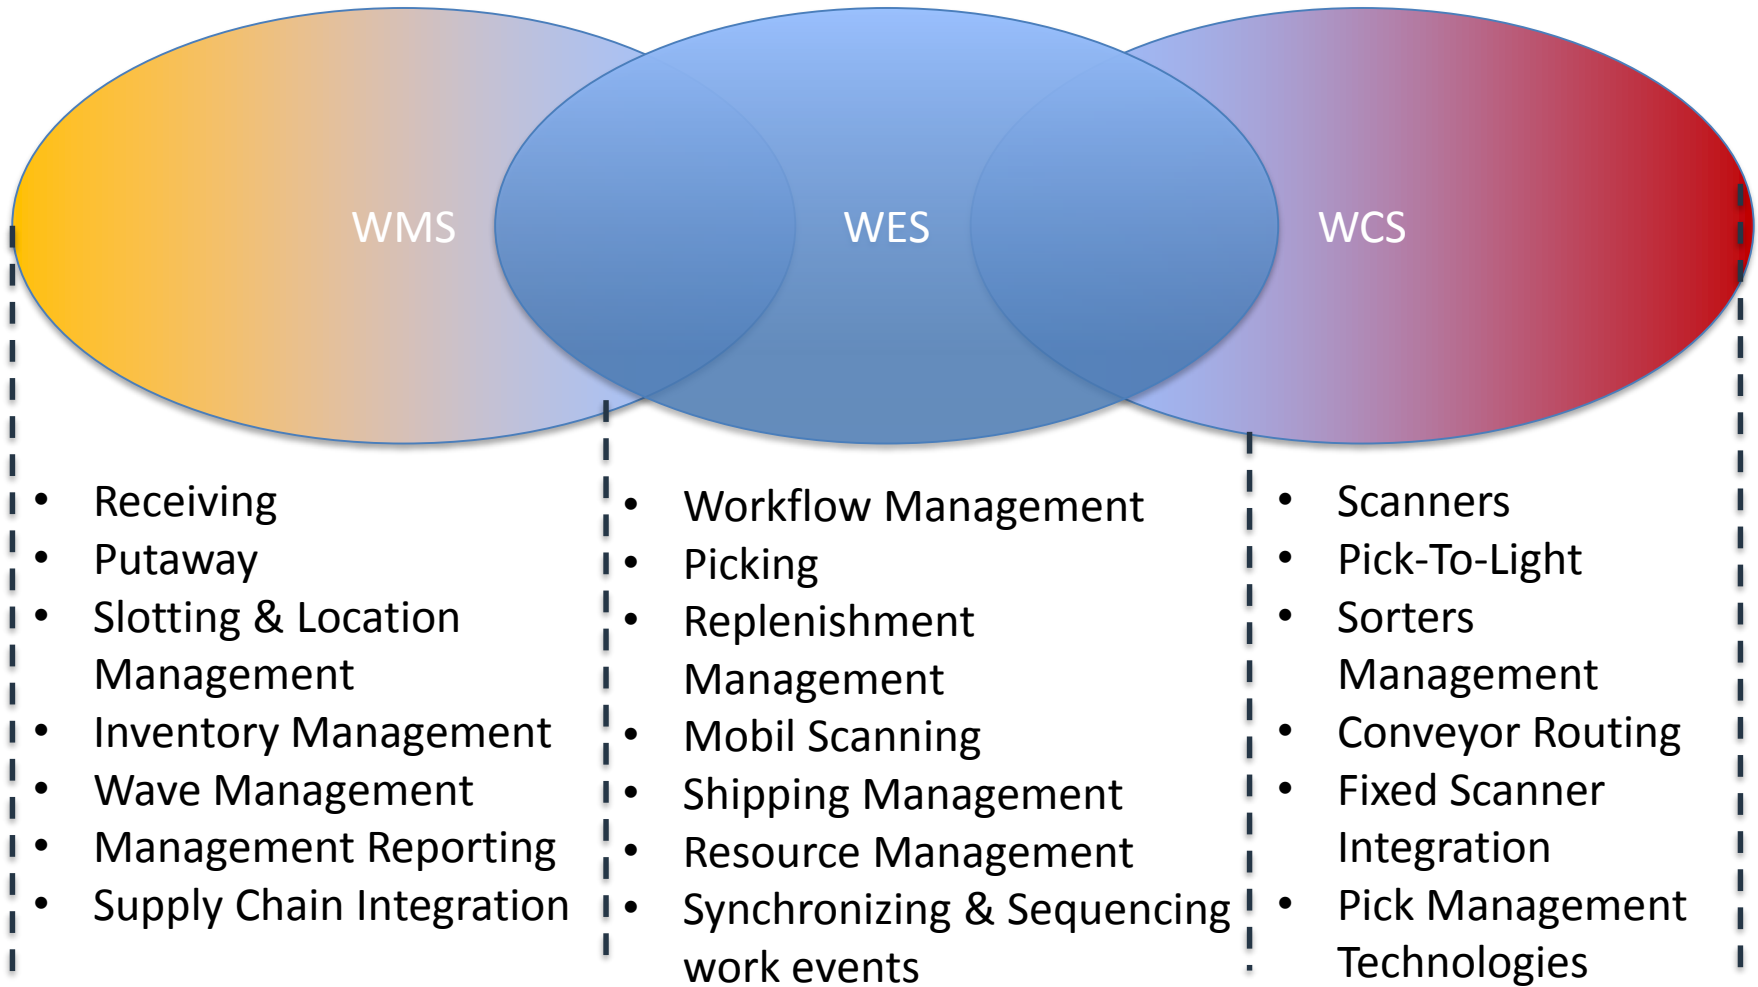 WMS
WES
WCS
• Receiving
• Putaway
• Slotting & Location
Management
• Inventory Management
• Wave Management
• Management Reporting
• Supply Chain Integration
• Workflow Management
• Picking
• Replenishment
Management
• Mobil Scanning
• Shipping Management
• Resource Management
• Synchronizing & Sequencing
work events
• Scanners
• Pick-To-Light
• Sorters
Management
• Conveyor Routing
• Fixed Scanner
Integration
• Pick Management
Technologies